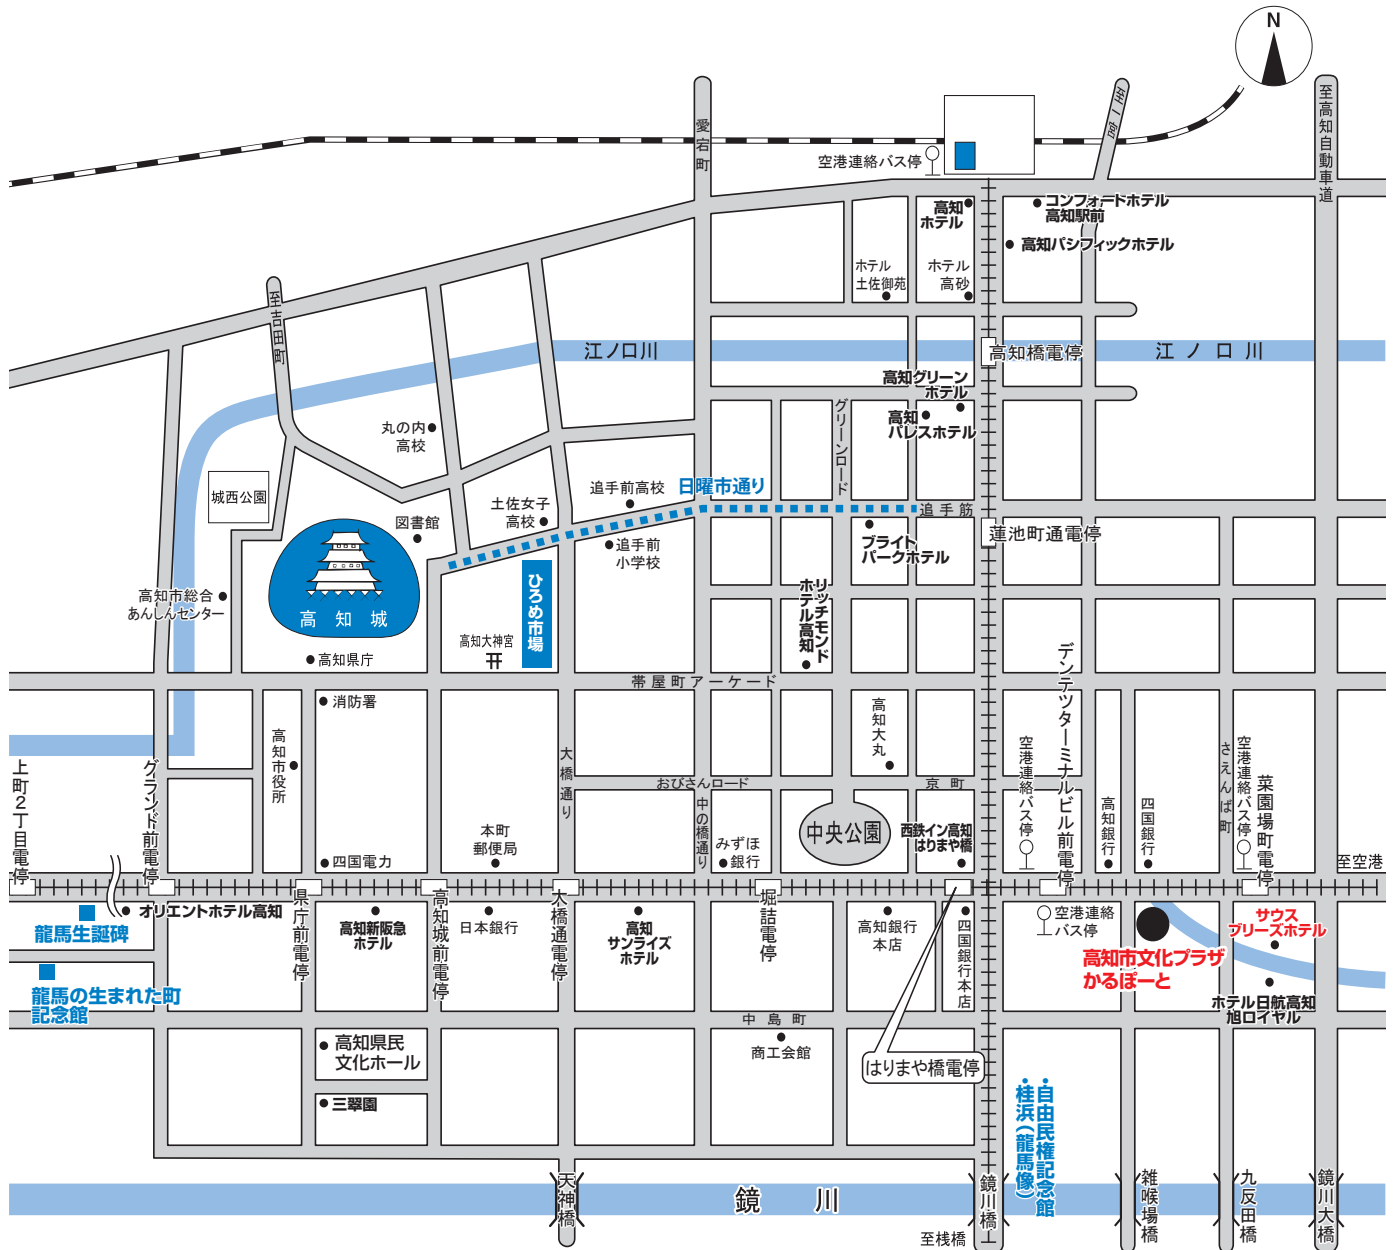 N
至一宮
愛宕町
至高知自動車道
空港連絡バス停
高知
ホテル
コンフォートホテル
高知駅前
高知パシフィックホテル
ホテル
土佐御苑
ホテル
高砂
至吉田町
江ノ口川
高知橋電停
江ノ口川
高知グリーン
ホテル
高知
パレスホテル
グリーンロード
丸の内
高校
城西公園
図書館
土佐女子
高校
追手前高校
日曜市通り
追手筋
蓮池町通電停
追手前
小学校
ブライト
パークホテル
高知市総合
あんしんセンター
高知城
ひろめ市場
リッチモンド
ホテル高知
高知大神宮
高知県庁
帯屋町アーケード
デンテツターミナルビル前電停
消防署
高知市役所
大橋通り
高知大丸
空港連絡バス停
さえんば町
空港連絡バス停
菜園場町電停
上町2丁目電停
グランド前電停
おびさんロード
京町
中の橋通り
中央公園
西鉄イン高知
はりまや橋
高知銀行
四国銀行
本町
郵便局
みずほ
銀行
四国電力
至空港
オリエントホテル高知
龍馬生誕碑
県庁前電停
高知新阪急
ホテル
高知城前電停
日本銀行
大橋通電停
高知
サンライズ
ホテル
堀詰電停
高知銀行
本店
四国銀行本店
空港連絡
バス停
サウス
ブリーズホテル
高知市文化プラザ
かるぽーと
龍馬の生まれた町
記念館
ホテル日航高知
旭ロイヤル
中島町
商工会館
高知県民
文化ホール
はりまや橋電停
三翠園
・自由民権記念館
・桂浜(龍馬像)
天神橋
鏡川
鏡川橋
雑喉場橋
九反田橋
鏡川大橋
至桟橋